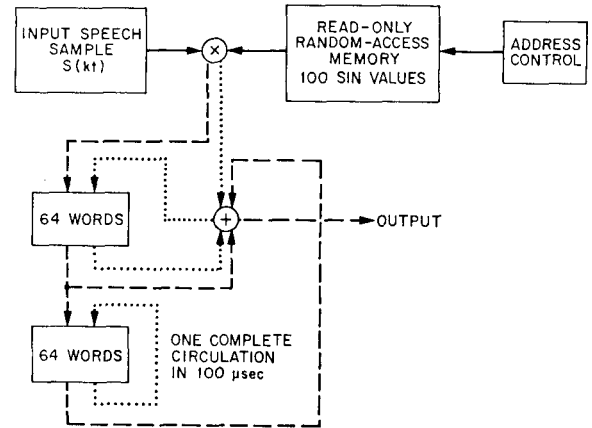 INPUT SPEECH
SAMPLE
S(kt)
×
READ-ONLY
RANDOM-ACCESS
MEMORY
100 SIN VALUES
ADDRESS
CONTROL
64 WORDS
+
OUTPUT
64 WORDS
ONE COMPLETE
CIRCULATION
IN 100 μsec